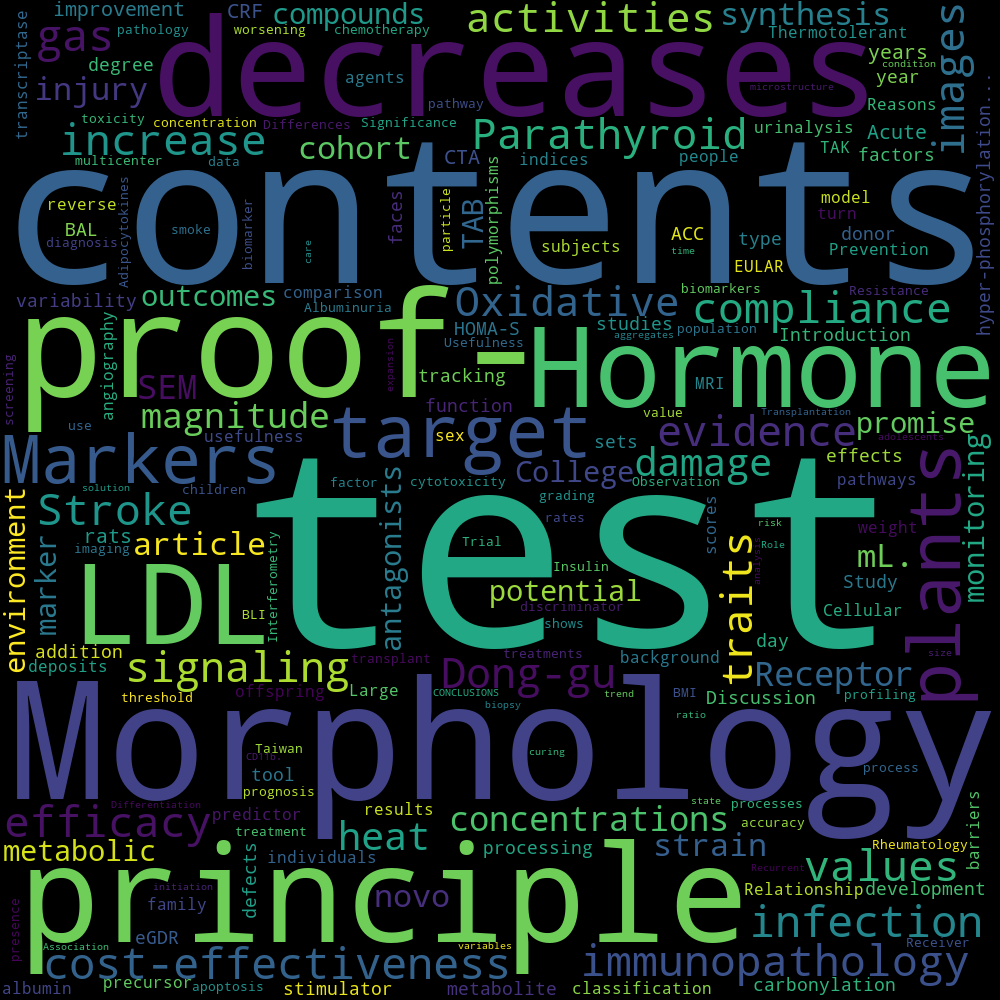 improvement
CRF
compounds
activities
synthesis
images
transcriptase
pathology
worsening
chemotherapy
Thermotolerant
gas
decreases
years
condition
degree
agents
year
microstructure
injury
pathway
Reasons
toxicity
concentration
Differences
Significance
urinalysis
Acute
hyper-phosphorylation...
increase
cohort
Parathyroid
TAK
factors
multicenter
data
CTA
indices
people
contents
Adipocytokines
biomarker
faces
particle
TAB
polymorphisms
reverse
BAL
diagnosis
smoke
care
subjects
ACC
time
EULAR
type
model
turn
donor
Prevention
variability
outcomes
comparison
Albuminuria
Oxidative
biomarkers
compliance
Resistance
proof-
HOMA-S
Usefulness
studies
aggregates
population
Introduction
Hormone
screening
angiography
expansion
SEM
tracking
MRI
magnitude
function
use
usefulness
target
sex
value
Transplantation
promise
evidence
adolescents
sets
Markers
College
damage
effects
plants
monitoring
solution
children
factor
cytotoxicity
Observation
grading
pathways
environment
marker
Stroke
antagonists
test
scores
rates
risk
weight
rats
imaging
article
Interferometry
Trial
Role
analysis
mL.
Insulin
Study
LDL
BLI
potential
discriminator
traits
Cellular
shows
day
addition
deposits
signaling
transplant
treatments
background
Receptor
size
Dong-gu
offspring
Large
CONCLUSIONS
biopsy
trend
BMI
Discussion
profiling
threshold
ratio
Morphology
Taiwan
tool
prognosis
curing
process
efficacy
Differentiation
predictor
results
state
processes
barriers
treatment
heat
concentrations
accuracy
metabolic
defects
individuals
processing
strain
Rheumatology
values
principle
Recurrent
initiation
presence
family
novo
Relationship
development
eGDR
infection
Association
variables
Receiver
cost-effectiveness
immunopathology
albumin
precursor
apoptosis
stimulator
metabolite
classification
carbonylation